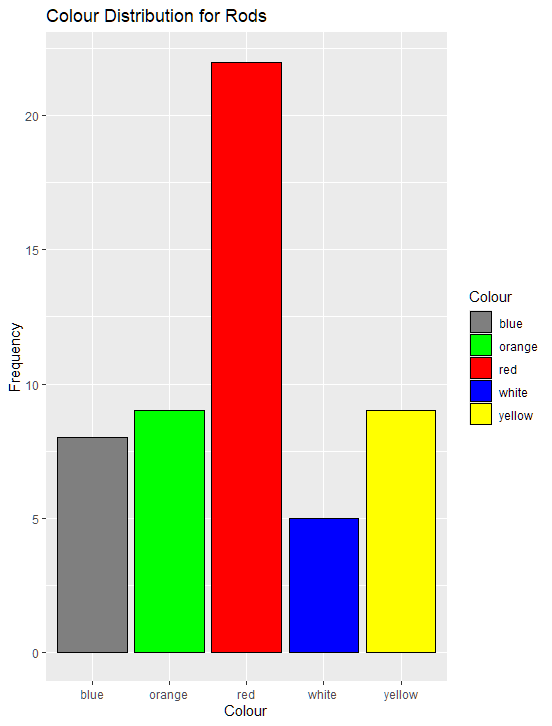 Colour Distribution for Rods
20
15
10
5
0
Frequency
blue
orange
red
white
yellow
Colour
Colour
blue
orange
red
white
yellow